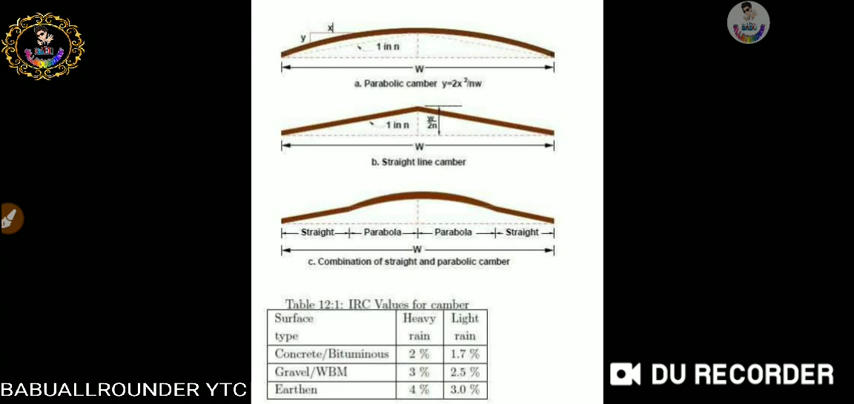 x
y
1 in n
W
a. Parabolic camber y=2x²/nw
1 in n
2n
W
b. Straight line camber
Straight Parabola Parabola Straight
W
c. Combination of straight and parabolic camber
Table 12:1: IRC Values for camber
Surface type Heavy rain Light rain
Concrete/Bituminous 2 % 1.7 %
Gravel/WBM 3 % 2.5 %
Earthen 4 % 3.0 %
BABUALLROUNDER YTC
DU RECORDER